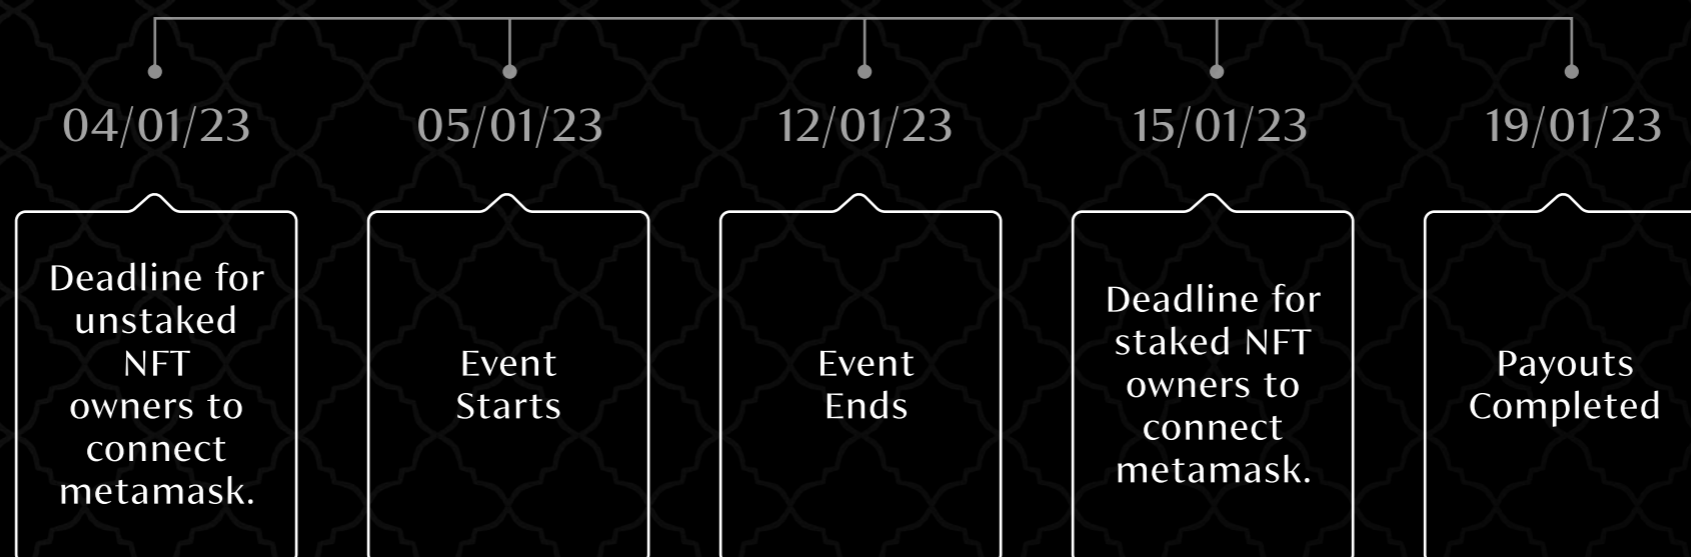 04/01/23
05/01/23
12/01/23
15/01/23
19/01/23
Deadline for
unstaked
NFT
owners to
connect
metamask.
Event
Starts
Event
Ends
Deadline for
staked NFT
owners to
connect
metamask.
Payouts
Completed